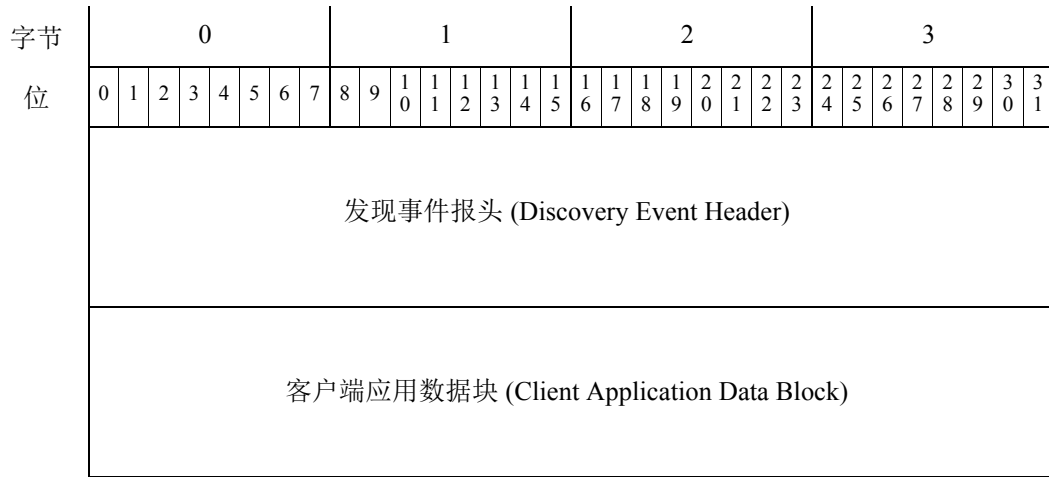 字节 0 1 2 3
位 0 1 2 3 4 5 6 7 8 9 10 11 12 13 14 15 16 17 18 19 20 21 22 23 24 25 26 27 28 29 30 31
发现事件报头 (Discovery Event Header)
客户端应用数据块 (Client Application Data Block)